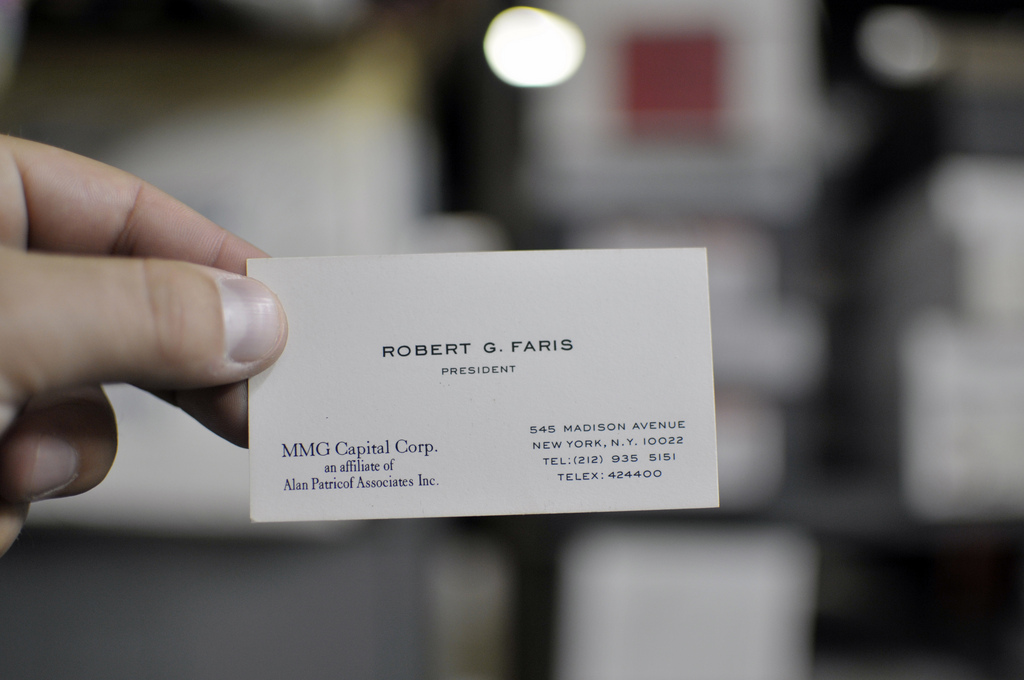 ROBERT G. FARIS
PRESIDENT
MMG Capital Corp.
an affiliate of
Alan Patricof Associates Inc.
545 MADISON AVENUE
NEW YORK, N.Y. 10022
TEL:(212) 935 5151
TELEX: 424400